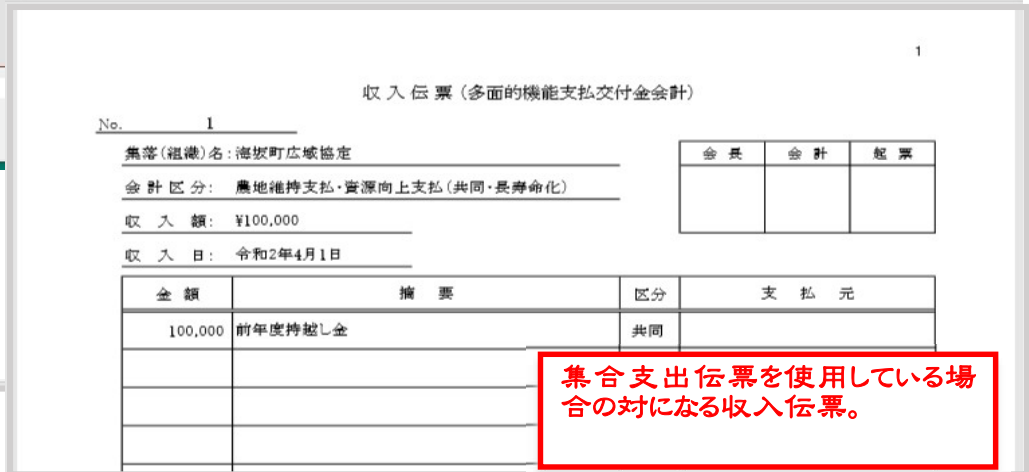 1
収入伝票（多面的機能支払交付金会計）
No. 1
集落(組織)名:海坂町広域協定
会計区分: 農地維持支払・資源向上支払(共同・長寿命化)
収入額: ¥100,000
収入日: 令和2年4月1日
会長 会計 起票
金額 摘要 区分 支払元
100,000 前年度持越し金 共同
集合支出伝票を使用している場
合の対になる収入伝票。